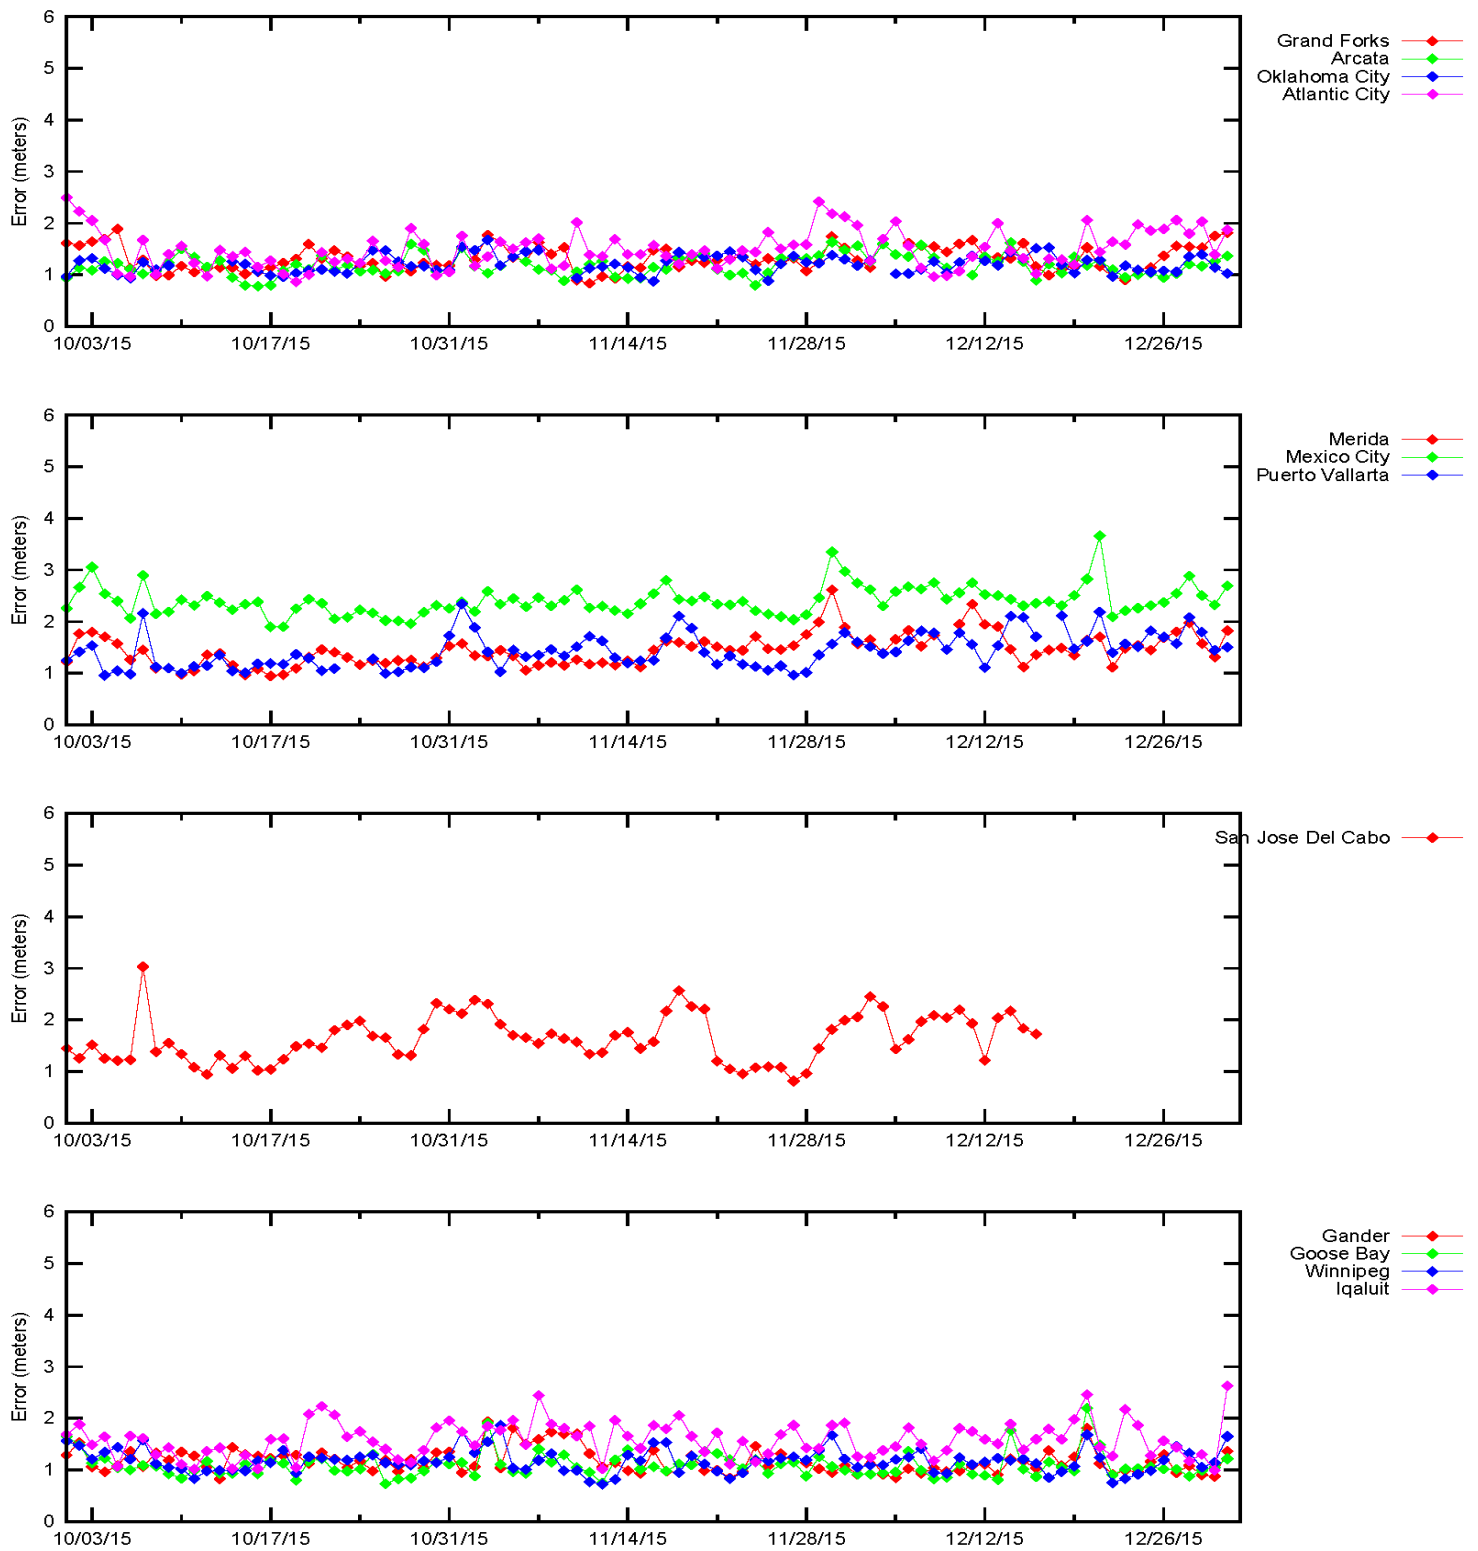 6
5
4
3
2
1
0
Error (meters)
10/03/15 10/17/15 10/31/15 11/14/15 11/28/15 12/12/15 12/26/15
Grand Forks
Arcata
Oklahoma City
Atlantic City
6
5
4
3
2
1
0
Error (meters)
10/03/15 10/17/15 10/31/15 11/14/15 11/28/15 12/12/15 12/26/15
Merida
Mexico City
Puerto Vallarta
6
5
4
3
2
1
0
Error (meters)
10/03/15 10/17/15 10/31/15 11/14/15 11/28/15 12/12/15 12/26/15
San Jose Del Cabo
6
5
4
3
2
1
0
Error (meters)
10/03/15 10/17/15 10/31/15 11/14/15 11/28/15 12/12/15 12/26/15
Gander
Goose Bay
Winnipeg
Iqaluit